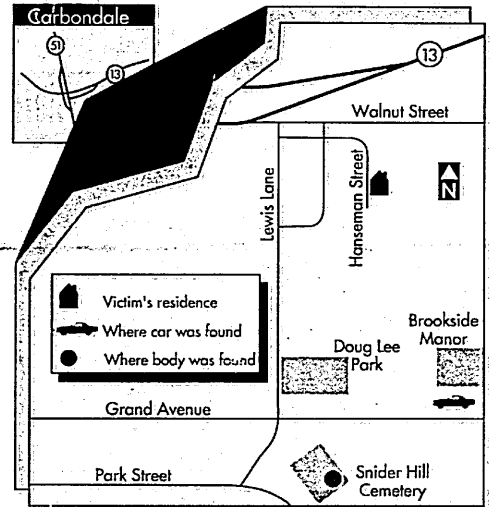 Carbondale
51
13
13
Walnut Street
Lewis Lane
Hanseman Street
N
Victim's residence
Where car was found
Where body was found
Brookside
Manor
Doug Lee
Park
Grand Avenue
Park Street
Snider Hill
Cemetery